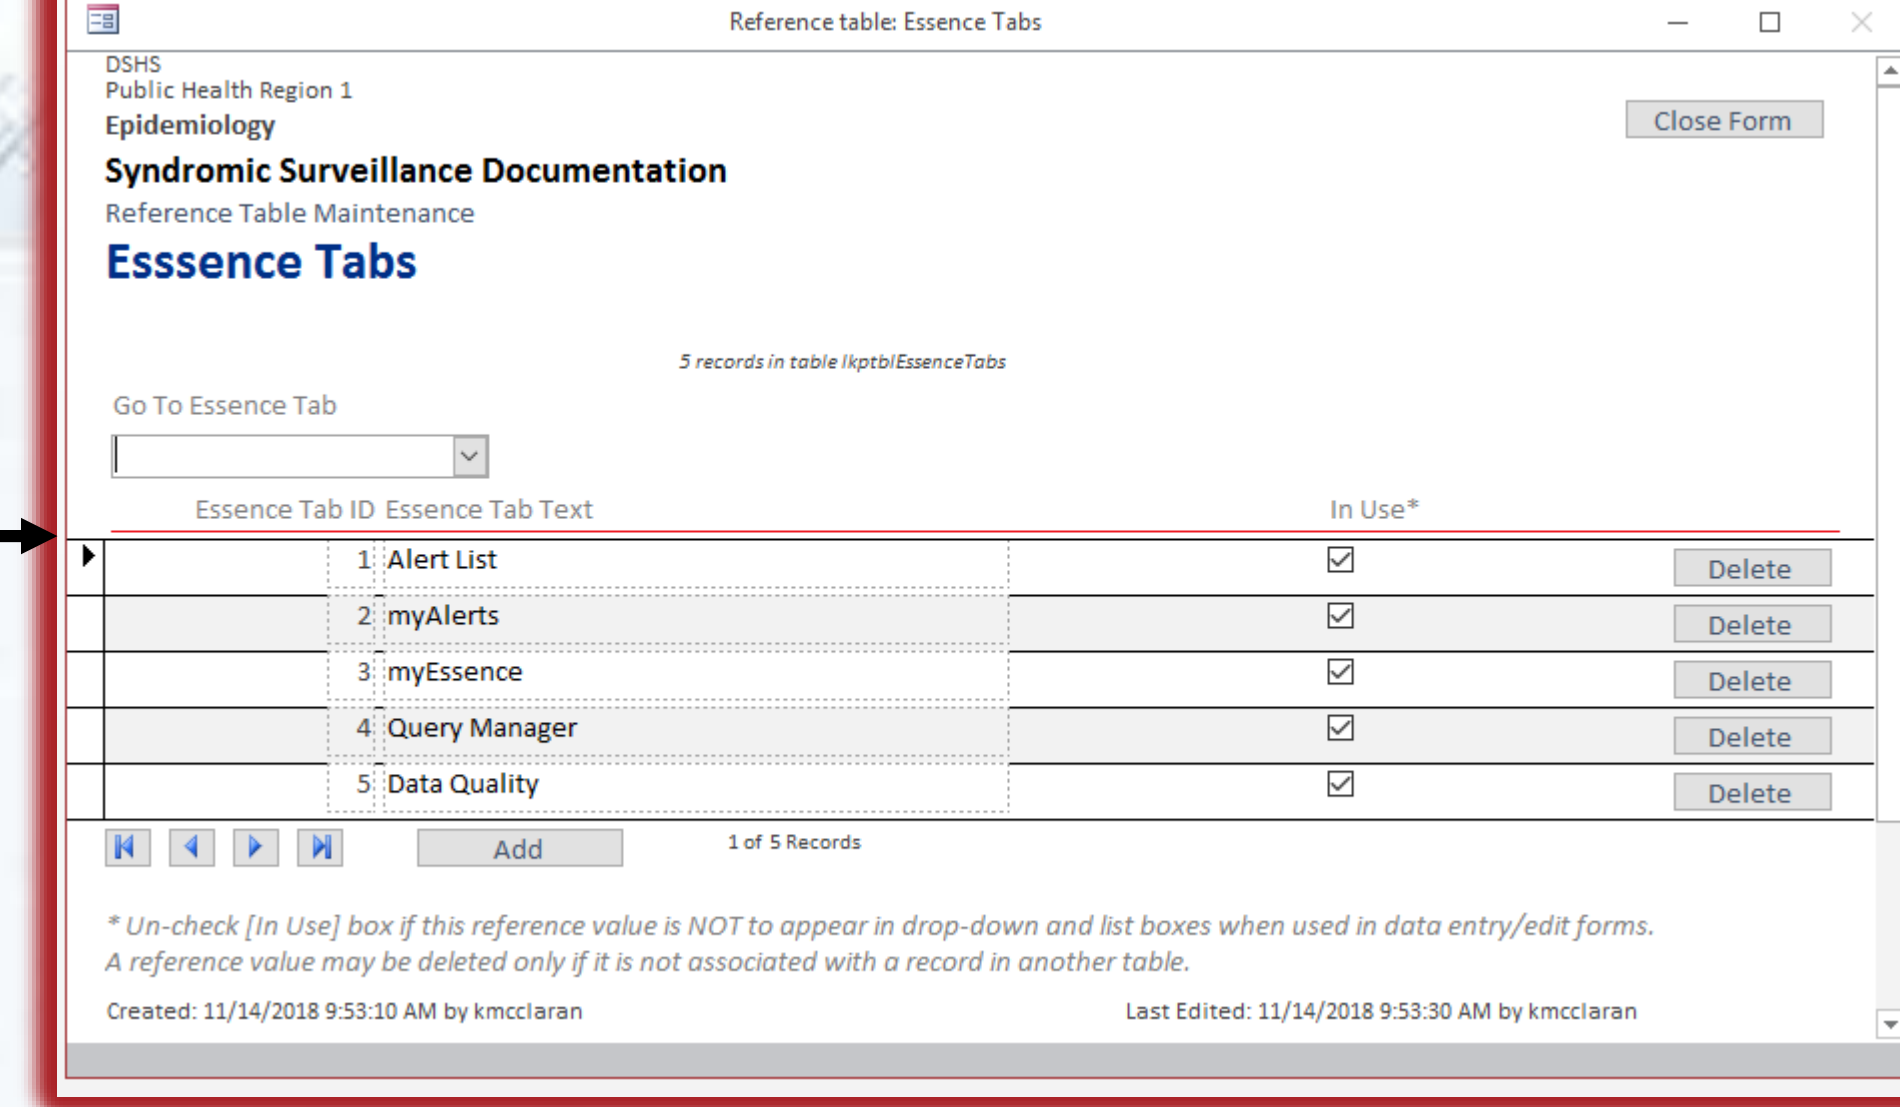 Reference table: Essence Tabs
DSHS
Public Health Region 1
Epidemiology
Close Form
Syndromic Surveillance Documentation
Reference Table Maintenance
Esssence Tabs
5 records in table lkptblEssenceTabs
Go To Essence Tab
Essence Tab ID Essence Tab Text In Use*
1 Alert List Delete
2 myAlerts Delete
3 myEssence Delete
4 Query Manager Delete
5 Data Quality Delete
Add 1 of 5 Records
* Un-check [In Use] box if this reference value is NOT to appear in drop-down and list boxes when used in data entry/edit forms.
A reference value may be deleted only if it is not associated with a record in another table.
Created: 11/14/2018 9:53:10 AM by kmcclaran Last Edited: 11/14/2018 9:53:30 AM by kmcclaran